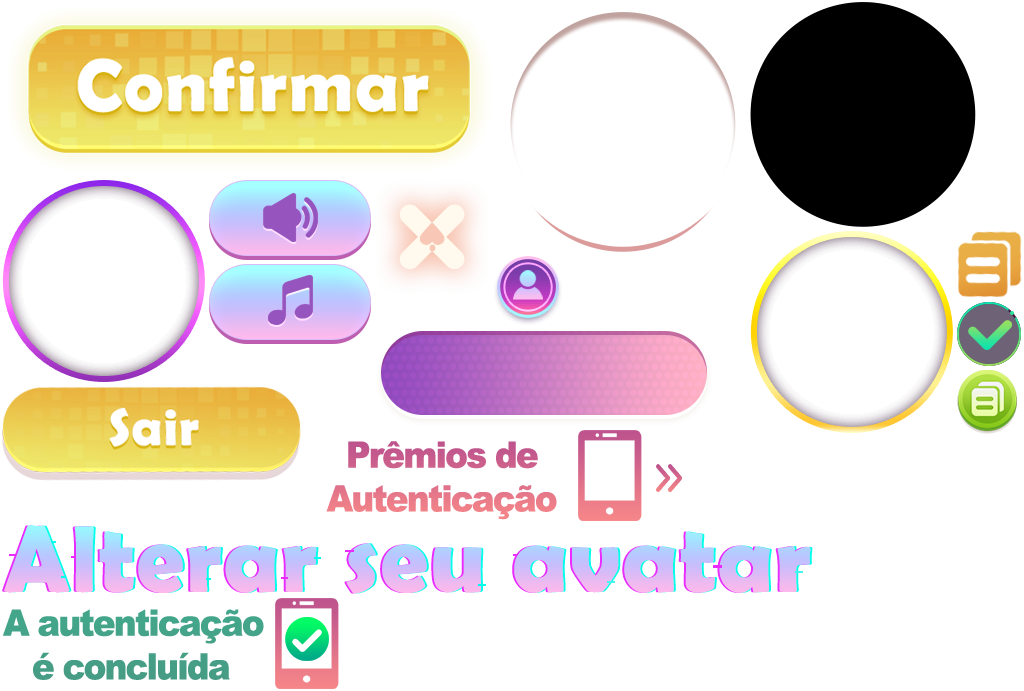 Confirmar
Sair
Prêmios de
Autenticação
Alterar seu avatar
A autenticação
é concluída